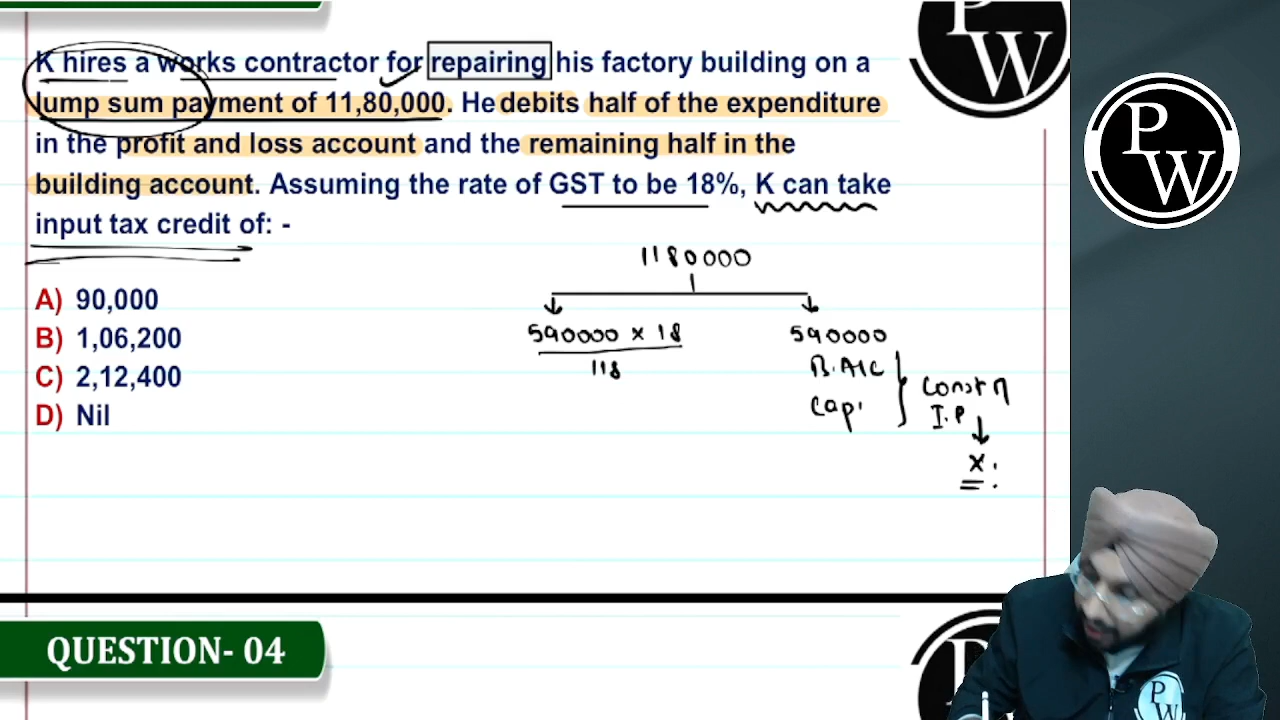 K hires a works contractor for repairing his factory building on a
lump sum payment of 11,80,000. He debits half of the expenditure
in the profit and loss account and the remaining half in the
building account. Assuming the rate of GST to be 18%, K can take
input tax credit of: -
A) 90,000
B) 1,06,200
C) 2,12,400
D) Nil
1180000
590000 x 18
118
590000
B. A/C
Cap.
Constn
I.P
x
QUESTION- 04
P
W
P
W
P
W